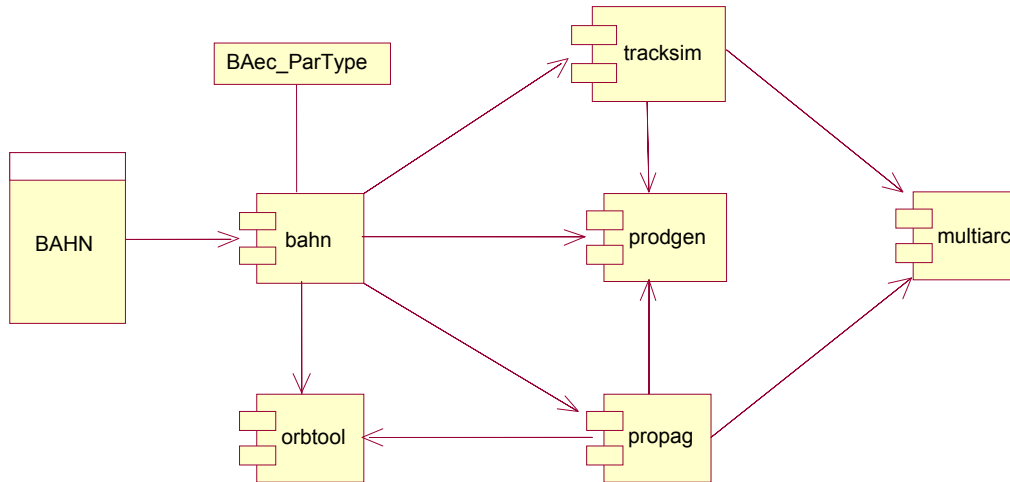 tracksim
BAec_ParType
BAHN
bahn
prodgen
multiarc
orbtool
propag